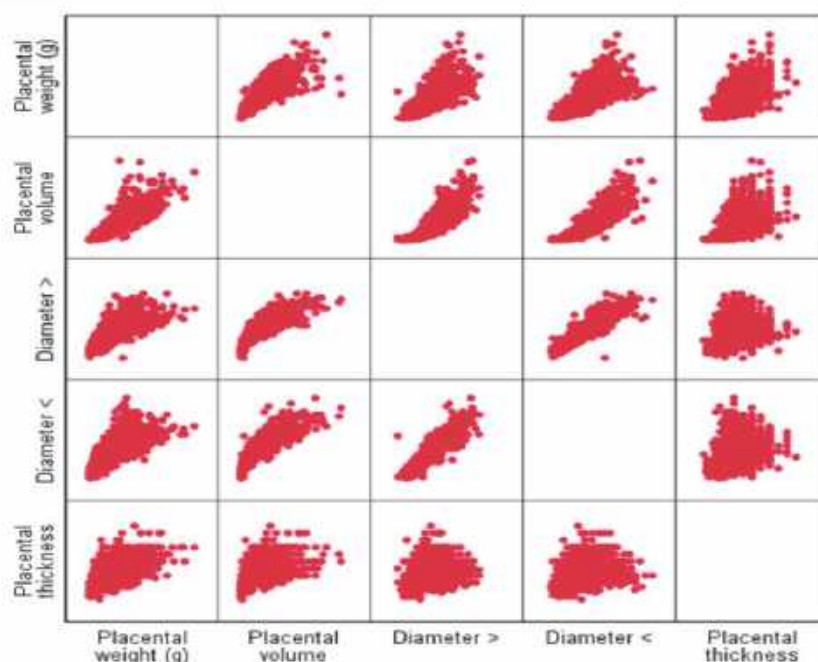 Placental
weight (g)
Placental
volume
Diameter >
Diameter <
Placental
thickness
Placental
weight (g)
Placental
volume
Diameter >
Diameter <
Placental
thickness